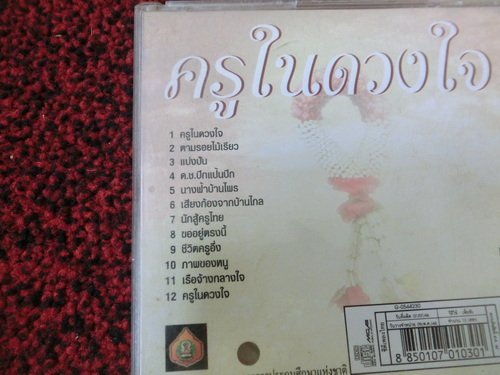 ครูในดวงใจ
1 ครูในดวงใจ
2 ตามรอยไม้เรียว
3 แบ่งปัน
4 ด.ช.ปึกแป้นปึก
5 นางฟ้าบ้านไพร
6 เสียงก้องจากบ้านไกล
7 นักสู้ครูไทย
8 ขออยู่ตรงนี้
9 ชีวิตครูอึ่ง
10 ภาพของหนู
11 เรือจ้างกลางใจ
12 ครูในดวงใจ
G-0544030
8 850107 010301